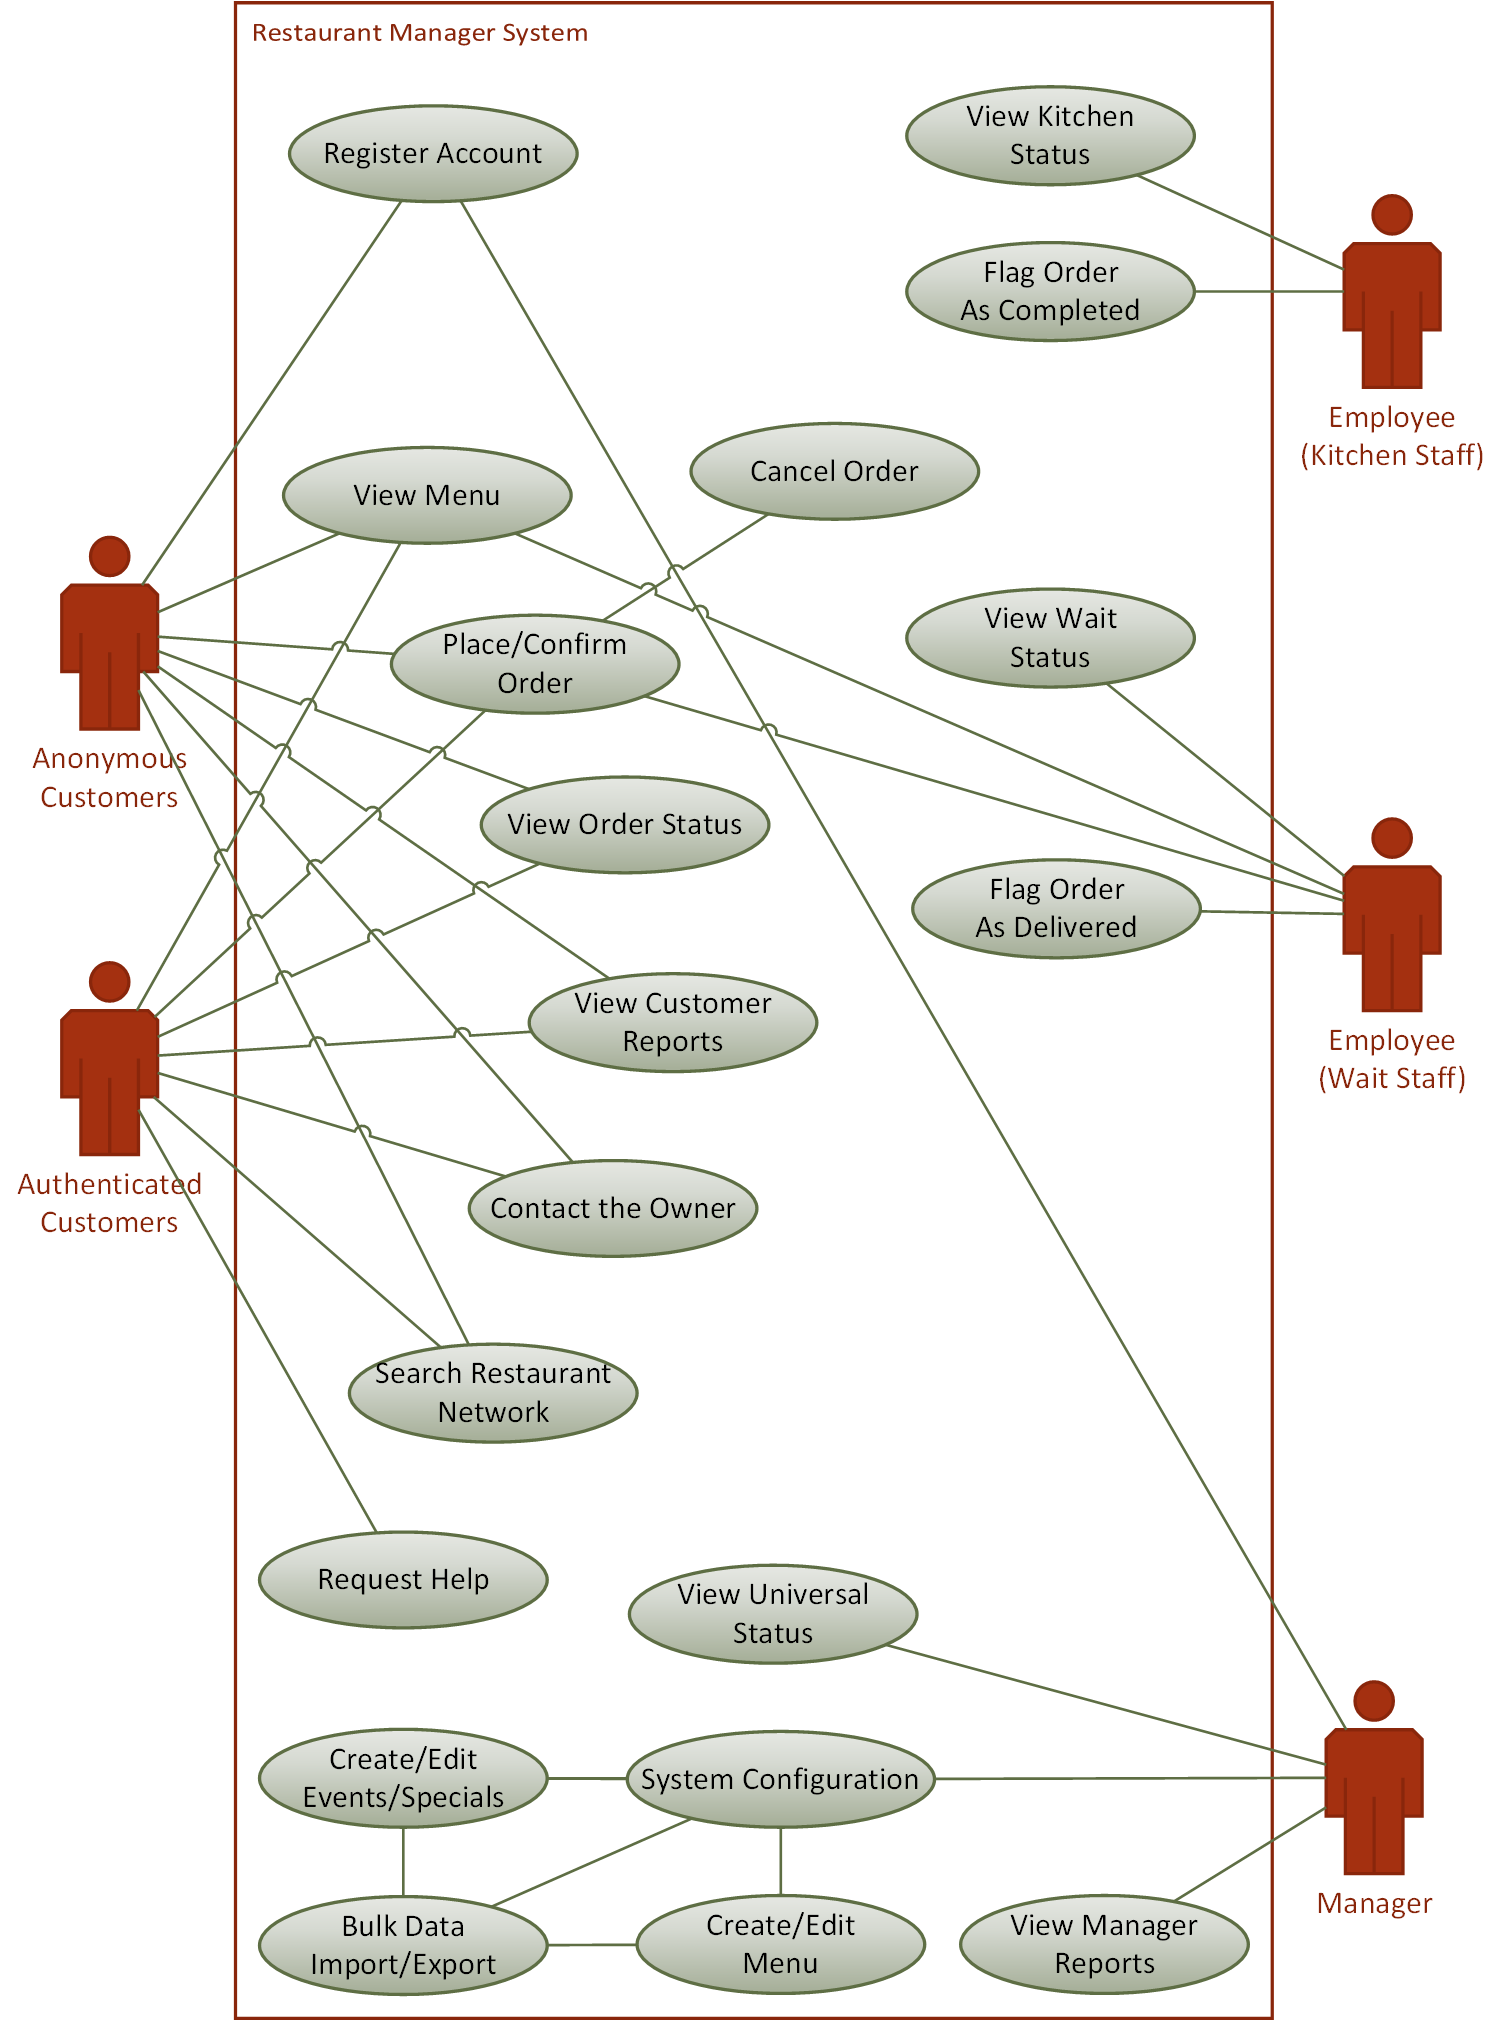 Restaurant Manager System
Register Account
View Kitchen
Status
Flag Order
As Completed
Employee
(Kitchen Staff)
Cancel Order
View Menu
Place/Confirm
Order
View Wait
Status
Anonymous
Customers
View Order Status
Flag Order
As Delivered
View Customer
Reports
Employee
(Wait Staff)
Authenticated
Customers
Contact the Owner
Search Restaurant
Network
Request Help
View Universal
Status
Create/Edit
Events/Specials
System Configuration
Manager
Bulk Data
Import/Export
Create/Edit
Menu
View Manager
Reports